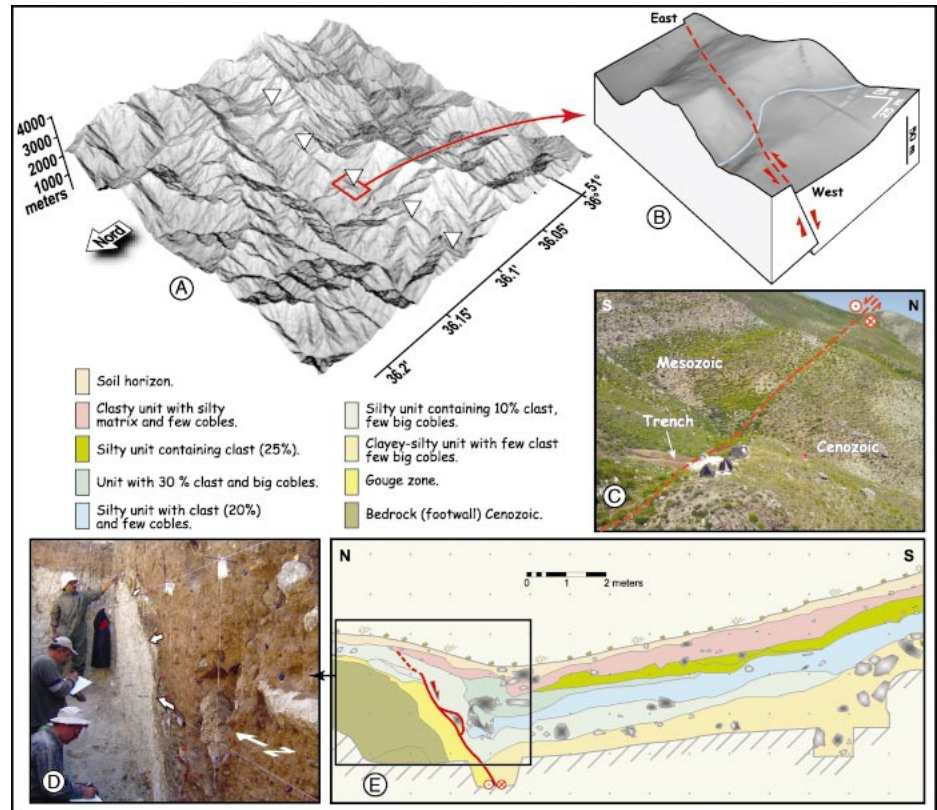 4000
3000
2000
1000
meters
Nord
A
51°
36°
36.05'
36.1'
36.15'
36.2'
East
West
50 m
B
Soil horizon.
Clasty unit with silty
matrix and few cobles.
Silty unit containing clast (25%).
Unit with 30 % clast and big cobles.
Silty unit with clast (20%)
and few cobles.
Silty unit containing 10% clast,
few big cobles.
Clayey-silty unit with few clast
few big cobles.
Gouge zone.
Bedrock (footwall) Cenozoic.
S
N
Mesozoic
Trench
Cenozoic
C
N
D
N
S
0 1 2 meters
E